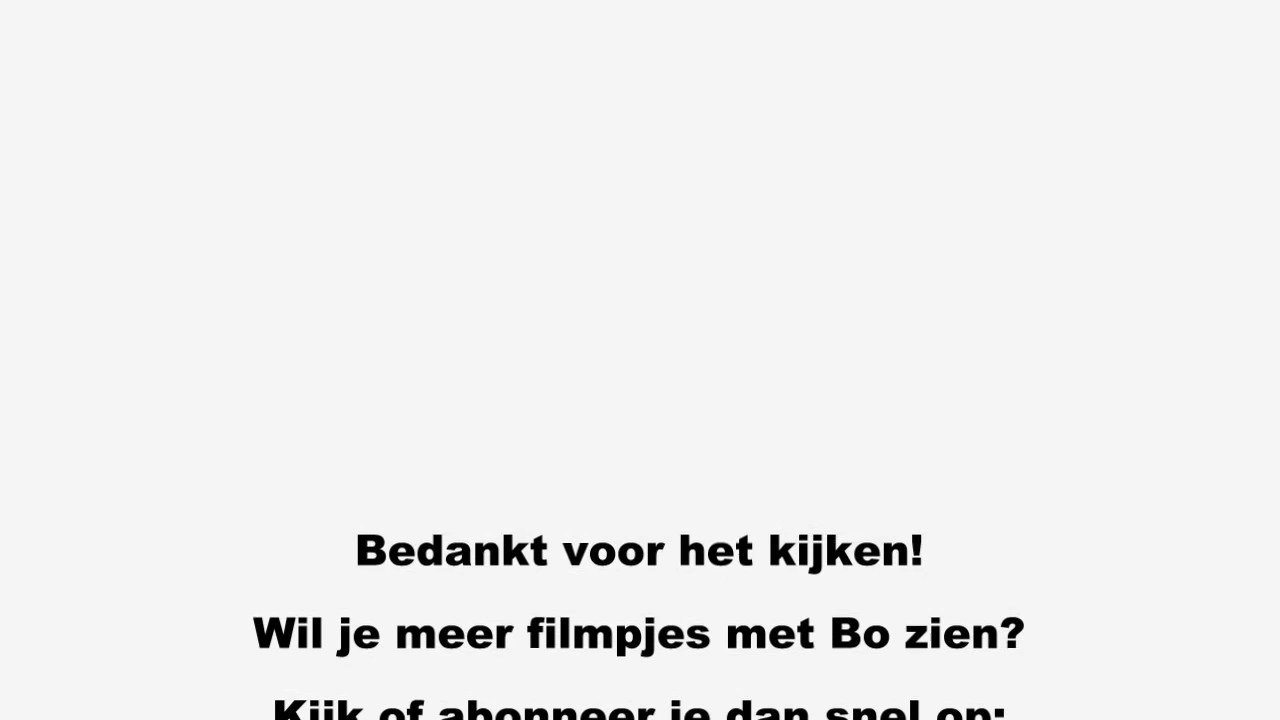 Bedankt voor het kijken!
Wil je meer filmpjes met Bo zien?
Kijk of abonneer je dan snel op: